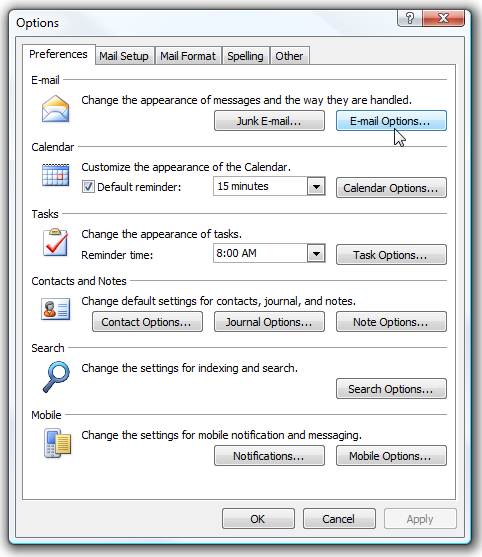 Options
Preferences Mail Setup Mail Format Spelling Other
E-mail
Change the appearance of messages and the way they are handled.
Junk E-mail... E-mail Options...
Calendar
Customize the appearance of the Calendar.
Default reminder: 15 minutes Calendar Options...
Tasks
Change the appearance of tasks.
Reminder time: 8:00 AM Task Options...
Contacts and Notes
Change default settings for contacts, journal, and notes.
Contact Options... Journal Options... Note Options...
Search
Change the settings for indexing and search.
Search Options...
Mobile
Change the settings for mobile notification and messaging.
Notifications... Mobile Options...
OK Cancel Apply